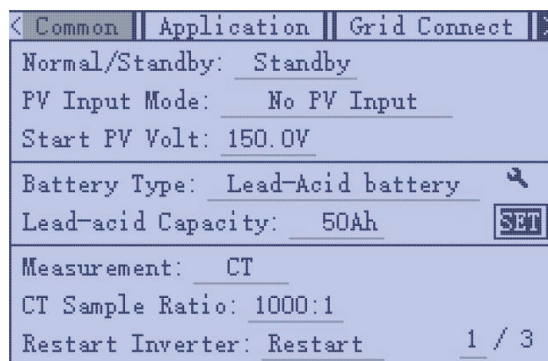 < Common Application Grid Connect
Normal/Standby: Standby
PV Input Mode: No PV Input
Start PV Volt: 150.0V
Battery Type: Lead-Acid battery
Lead-acid Capacity: 50Ah SET
Measurement: CT
CT Sample Ratio: 1000:1
Restart Inverter: Restart 1 / 3